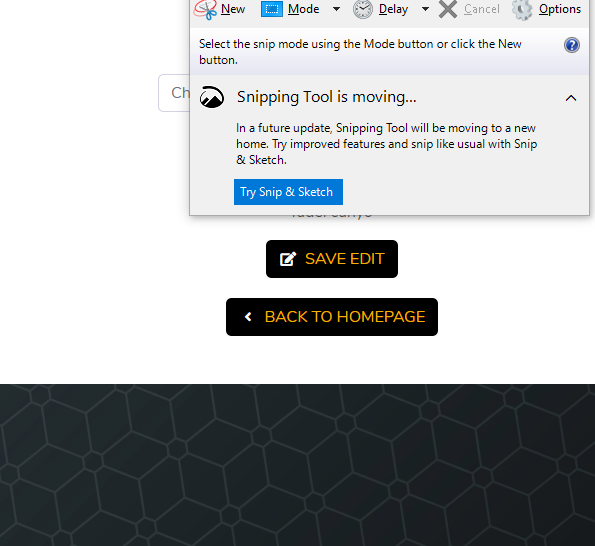 New Mode Delay Cancel Options
Select the snip mode using the Mode button or click the New
button.
Ch
Snipping Tool is moving...
In a future update, Snipping Tool will be moving to a new
home. Try improved features and snip like usual with Snip
& Sketch.
Try Snip & Sketch
SAVE EDIT
BACK TO HOMEPAGE